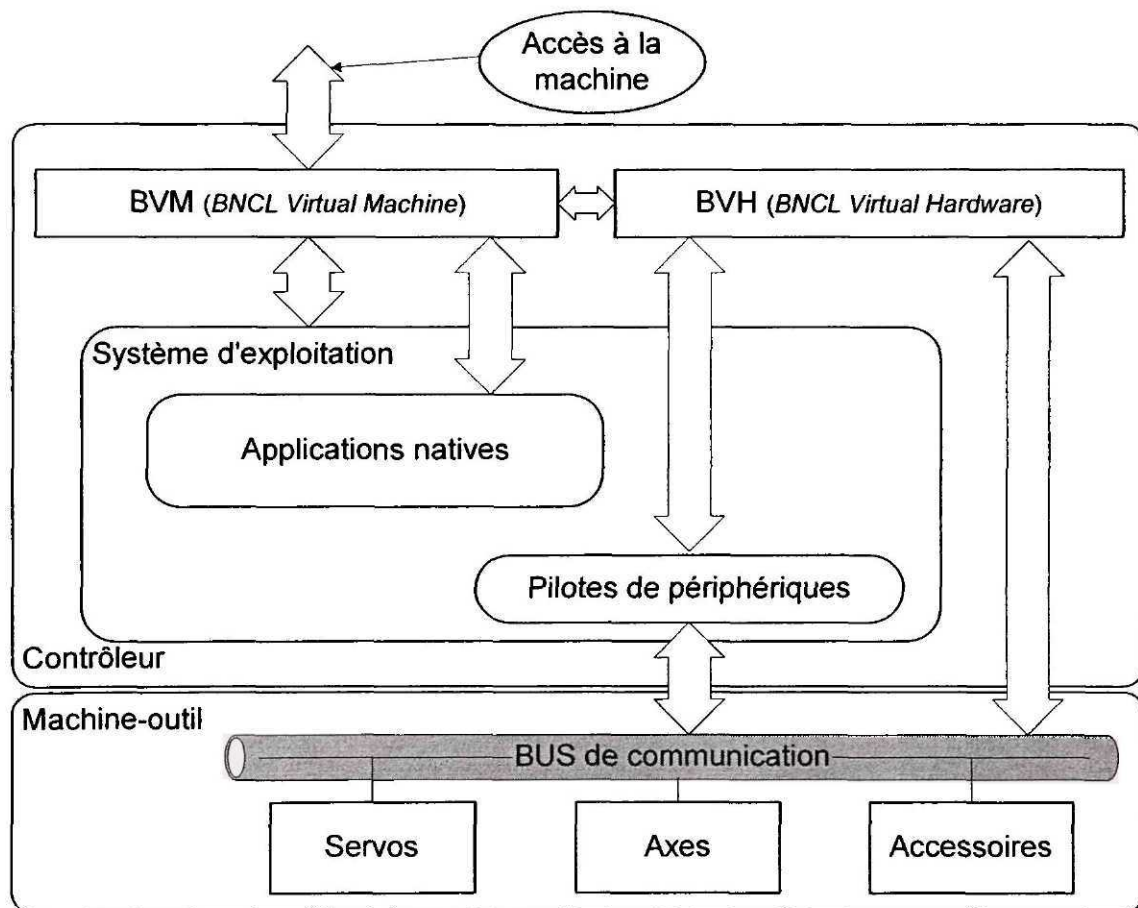 Accès à la
machine
BVM (BNCL Virtual Machine)
BVH (BNCL Virtual Hardware)
Système d'exploitation
Applications natives
Pilotes de périphériques
Contrôleur
Machine-outil
BUS de communication
Servos
Axes
Accessoires